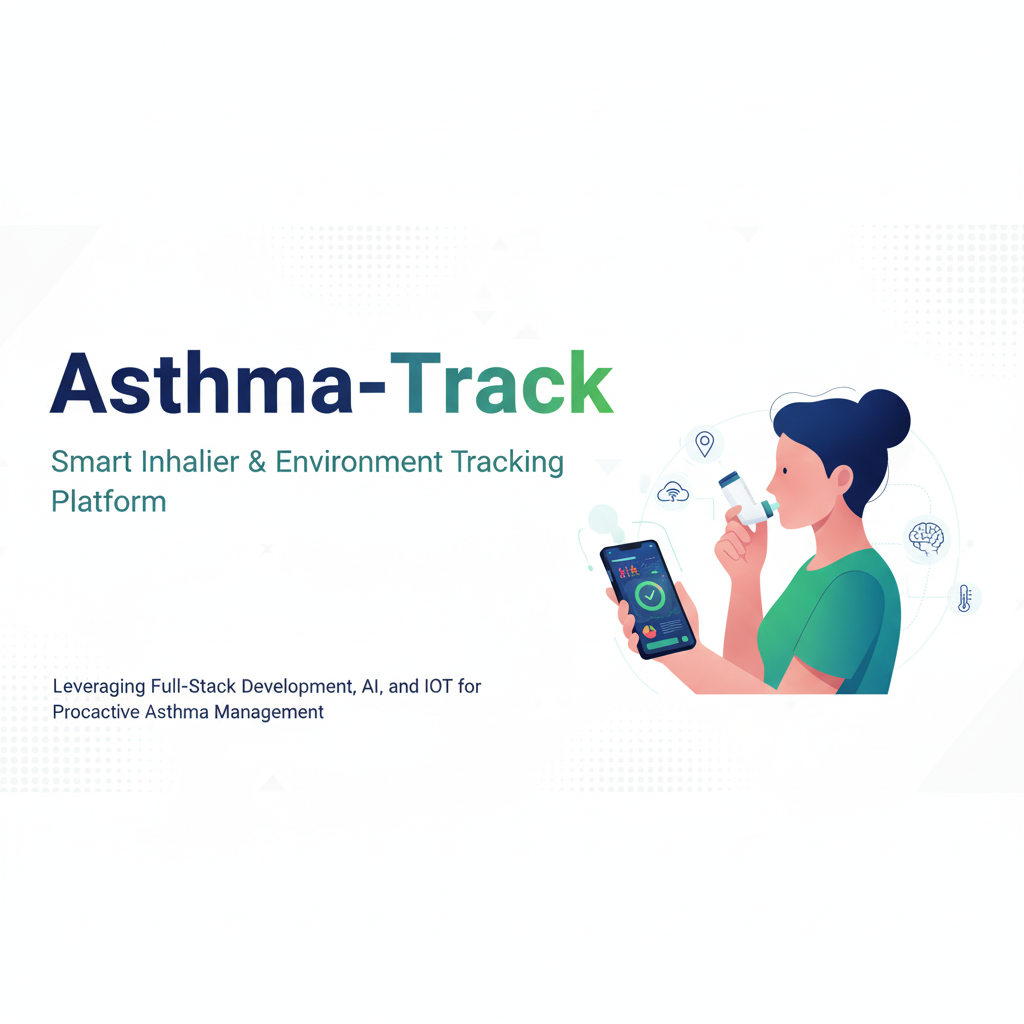 Asthma-Track
Smart Inhalier & Environment Tracking
Platform
Leveraging Full-Stack Development, AI, and IOT for
Procactive Asthma Management